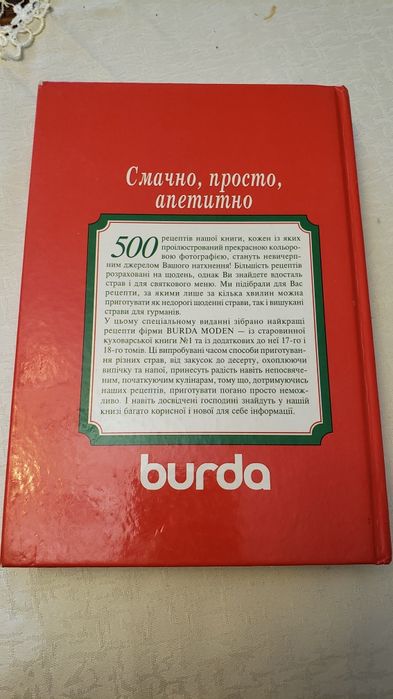 Смачно, просто,
апетитно
500 рецептів нашої книги, кожен із яких
проілюстрований прекрасною кольоро-
вою фотографією, стануть невичерп-
ним джерелом Вашого натхнення! Більшість рецептів
розраховані на щодень, однак Ви знайдете вдосталь
страв і для святкового меню. Ми підібрали для Вас
рецепти, за якими лише за кілька хвилин можна
приготувати як недорогі щоденні страви, так і вишукані
страви для гурманів.
У цьому спеціальному виданні зібрано найкращі
рецепти фірми BURDA MODEN — із старовинної
куховарської книги №1 та із додаткових до неї 17-го і
18-го томів. Ці випробувані часом способи приготуван-
ня різних страв, від закусок до десерту, охоплюючи
випічку та напої, принесуть радість навіть непосвяче-
ним, початкуючим кулінарам, тому що, дотримуючись
наших рецептів, приготувати погано просто немож-
ливо. І навіть досвідчені господині знайдуть у нашій
книзі багато корисної і нової для себе інформації.
burda